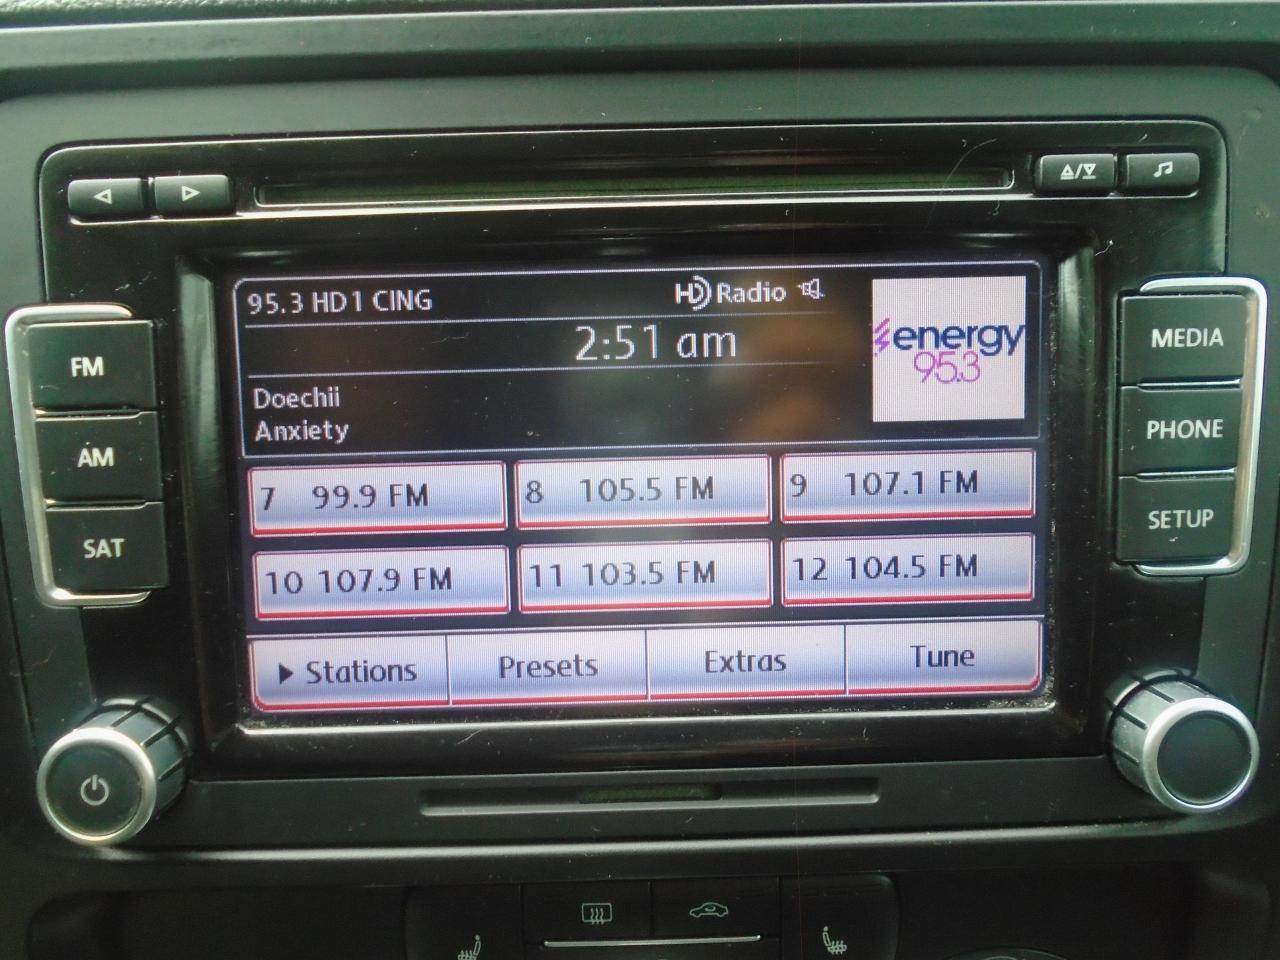 95.3 HD1 CING
HD Radio
2:51 am
energy
95.3
Doechii
Anxiety
FM
AM
SAT
MEDIA
PHONE
SETUP
7 99.9 FM
8 105.5 FM
9 107.1 FM
10 107.9 FM
11 103.5 FM
12 104.5 FM
Stations
Presets
Extras
Tune